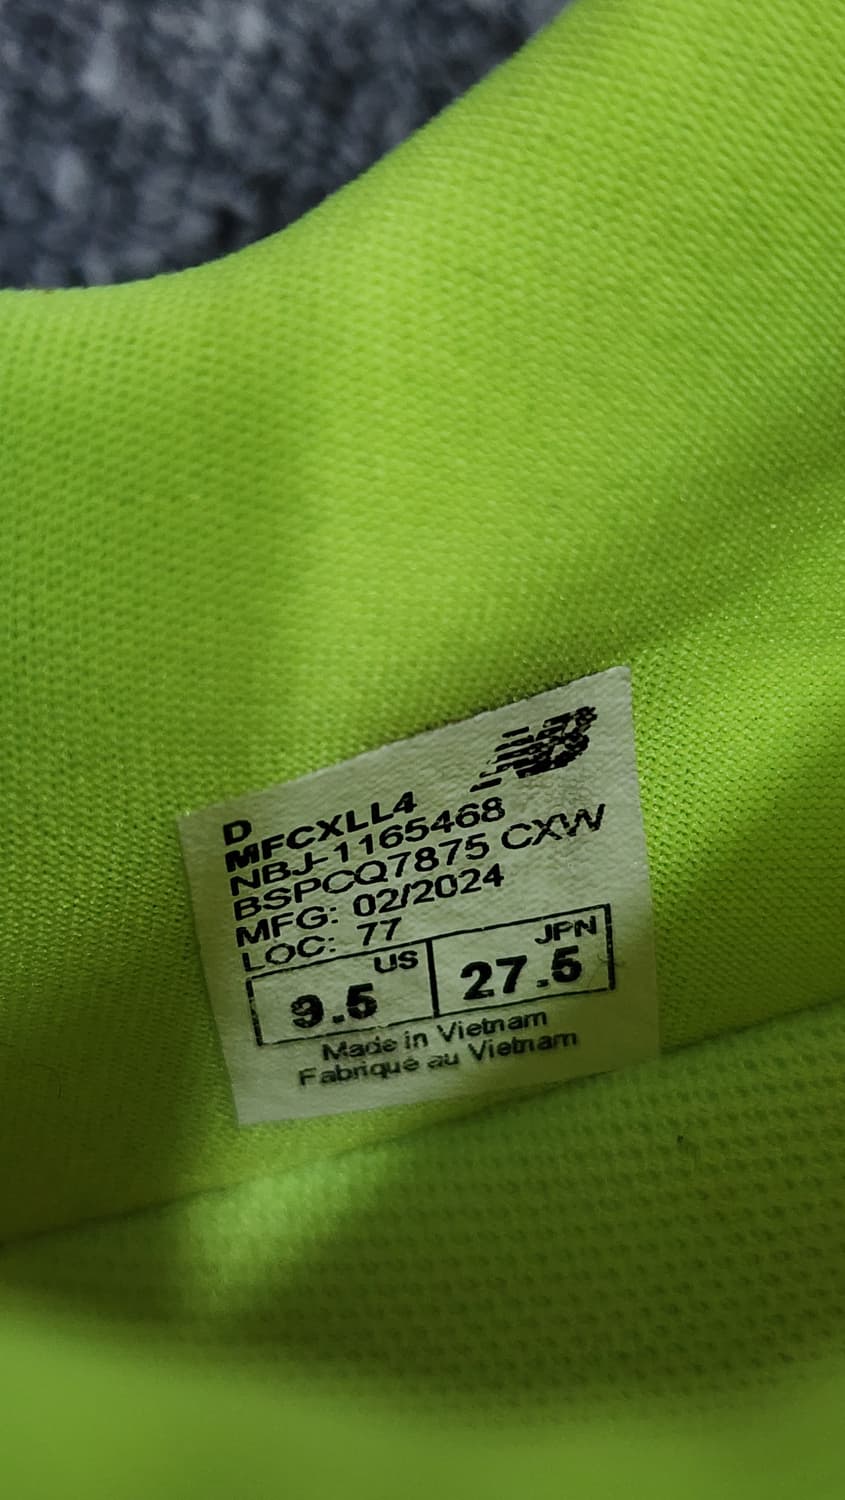 NB
D
MFCXLL4
NBJ-1165468
BSPCQ7875 CXW
MFG: 02/2024
LOC: 77
US JPN
9.5 27.5
Made in Vietnam
Fabriqué au Vietnam